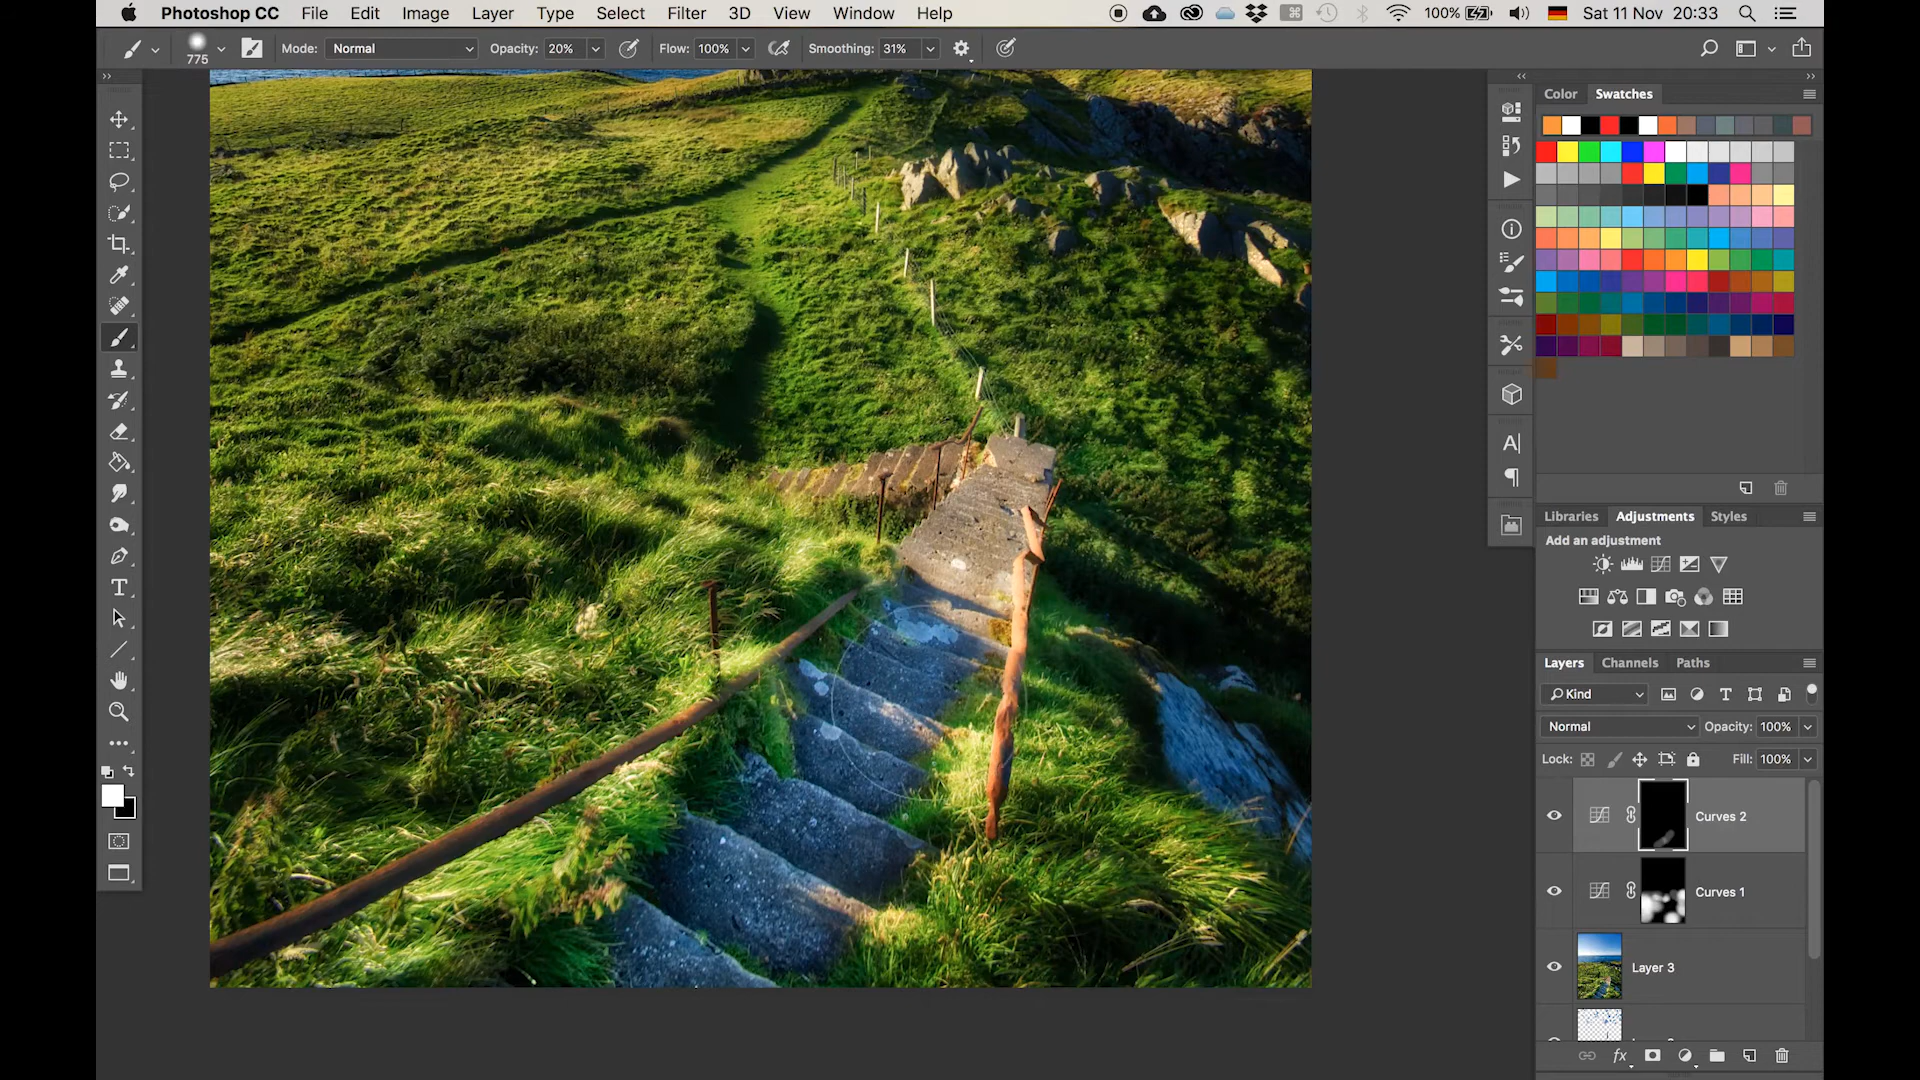 Photoshop CC File Edit Image Layer Type Select Filter 3D View Window Help 100% Sat 11 Nov 20:33
775 Mode: Normal Opacity: 20% Flow: 100% Smoothing: 31%
Color Swatches
Libraries Adjustments Styles
Add an adjustment
Layers Channels Paths
Kind
Normal Opacity: 100%
Lock: Fill: 100%
Curves 2
Curves 1
Layer 3
fx